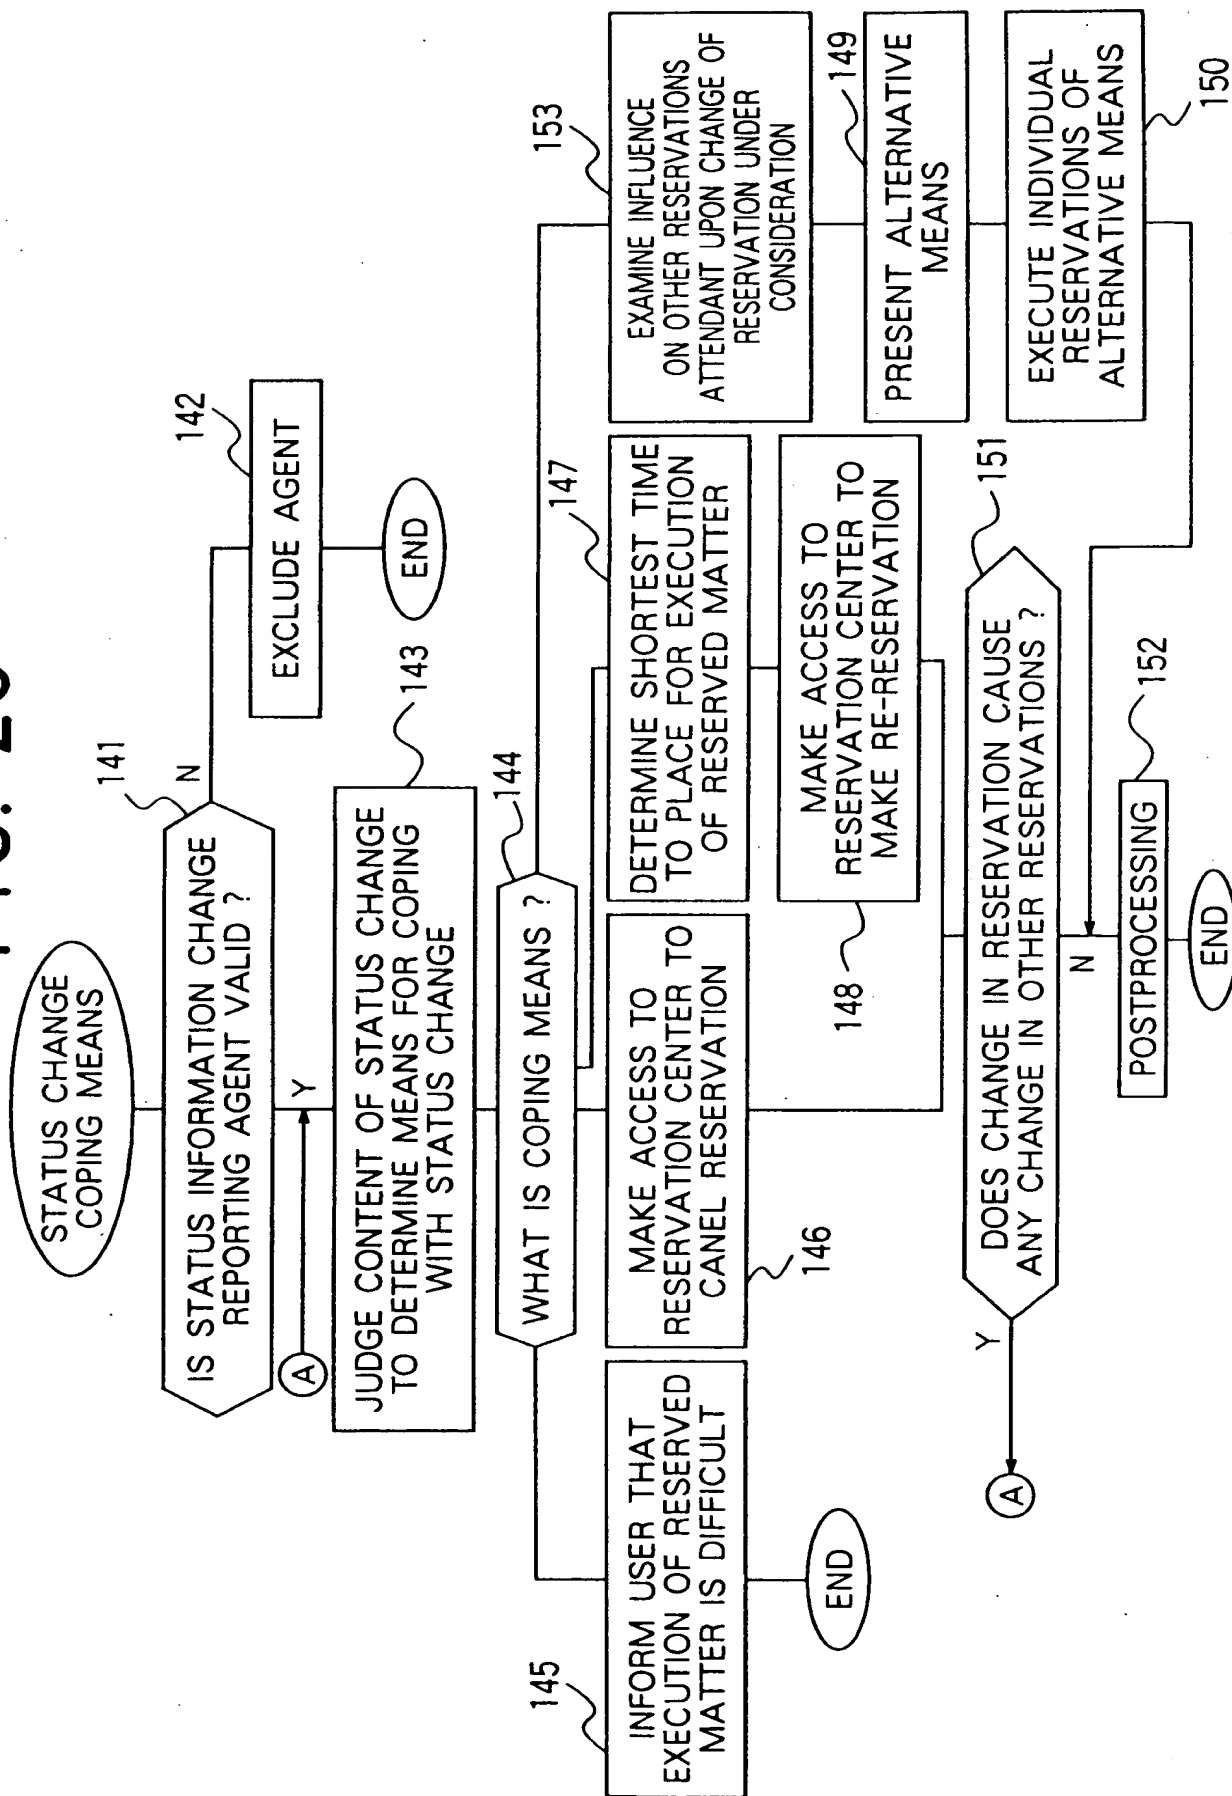 STATUS CHANGE
COPING MEANS
141
IS STATUS INFORMATION CHANGE
REPORTING AGENT VALID ?
N
142
EXCLUDE AGENT
END
Y
A
143
JUDGE CONTENT OF STATUS CHANGE
TO DETERMINE MEANS FOR COPING
WITH STATUS CHANGE
144
WHAT IS COPING MEANS ?
145
INFORM USER THAT
EXECUTION OF RESERVED
MATTER IS DIFFICULT
END
MAKE ACCESS TO
RESERVATION CENTER TO
CANEL RESERVATION
146
147
DETERMINE SHORTEST TIME
TO PLACE FOR EXECUTION
OF RESERVED MATTER
MAKE ACCESS TO
RESERVATION CENTER TO
MAKE RE-RESERVATION
148
153
EXAMINE INFLUENCE
ON OTHER RESERVATIONS
ATTENDANT UPON CHANGE OF
RESERVATION UNDER
CONSIDERATION
149
PRESENT ALTERNATIVE
MEANS
EXECUTE INDIVIDUAL
RESERVATIONS OF
ALTERNATIVE MEANS
150
151
DOES CHANGE IN RESERVATION CAUSE
ANY CHANGE IN OTHER RESERVATIONS ?
Y
A
N
152
POSTPROCESSING
END